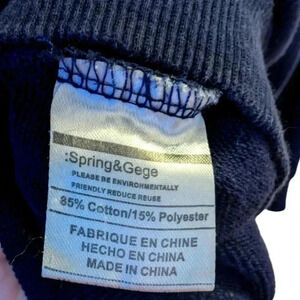 :Spring&Gege
PLEASE BE ENVIRONMENTALLY
FRIENDLY REDUCE REUSE
85% Cotton/15% Polyester
FABRIQUE EN CHINE
HECHO EN CHINA
MADE IN CHINA